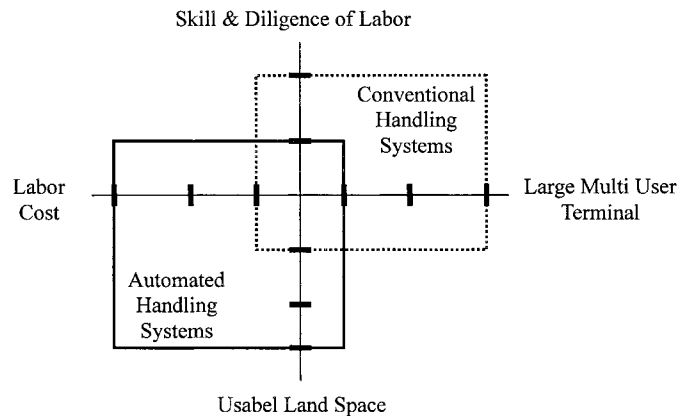 Skill & Diligence of Labor
Conventional
Handling
Systems
Labor
Cost
Large Multi User
Terminal
Automated
Handling
Systems
Usabel Land Space